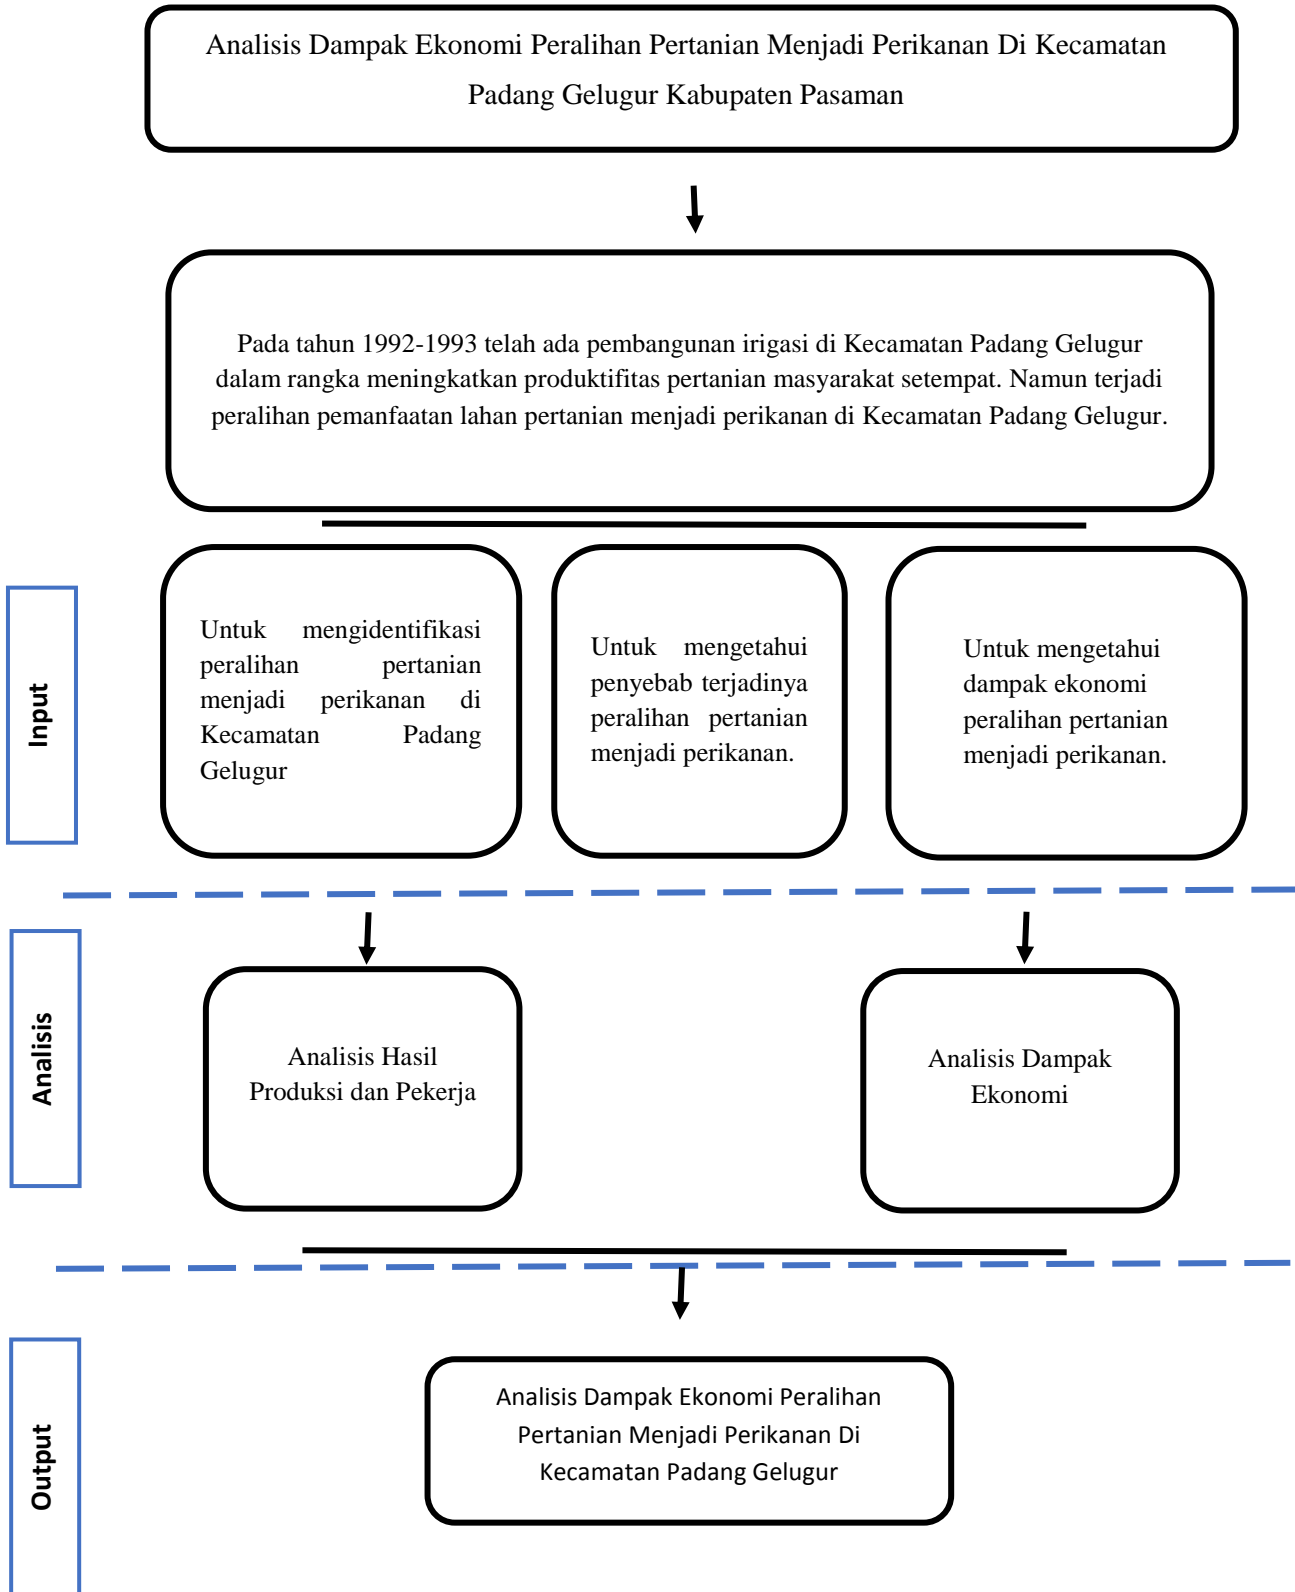 Analisis Dampak Ekonomi Peralihan Pertanian Menjadi Perikanan Di Kecamatan
Padang Gelugur Kabupaten Pasaman
Pada tahun 1992-1993 telah ada pembangunan irigasi di Kecamatan Padang Gelugur
dalam rangka meningkatkan produktifitas pertanian masyarakat setempat. Namun terjadi
peralihan pemanfaatan lahan pertanian menjadi perikanan di Kecamatan Padang Gelugur.
Input
Untuk mengidentifikasi
peralihan pertanian
menjadi perikanan di
Kecamatan Padang
Gelugur
Untuk mengetahui
penyebab terjadinya
peralihan pertanian
menjadi perikanan.
Untuk mengetahui
dampak ekonomi
peralihan pertanian
menjadi perikanan.
Analisis
Analisis Hasil
Produksi dan Pekerja
Analisis Dampak
Ekonomi
Output
Analisis Dampak Ekonomi Peralihan
Pertanian Menjadi Perikanan Di
Kecamatan Padang Gelugur